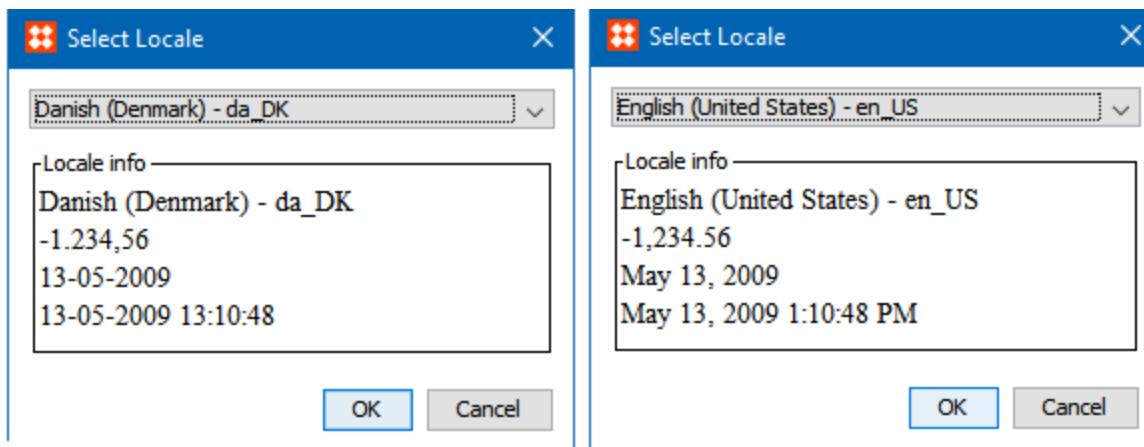 Select Locale
Danish (Denmark) - da_DK
Locale info
Danish (Denmark) - da_DK
-1.234,56
13-05-2009
13-05-2009 13:10:48
OK Cancel
Select Locale
English (United States) - en_US
Locale info
English (United States) - en_US
-1,234.56
May 13, 2009
May 13, 2009 1:10:48 PM
OK Cancel